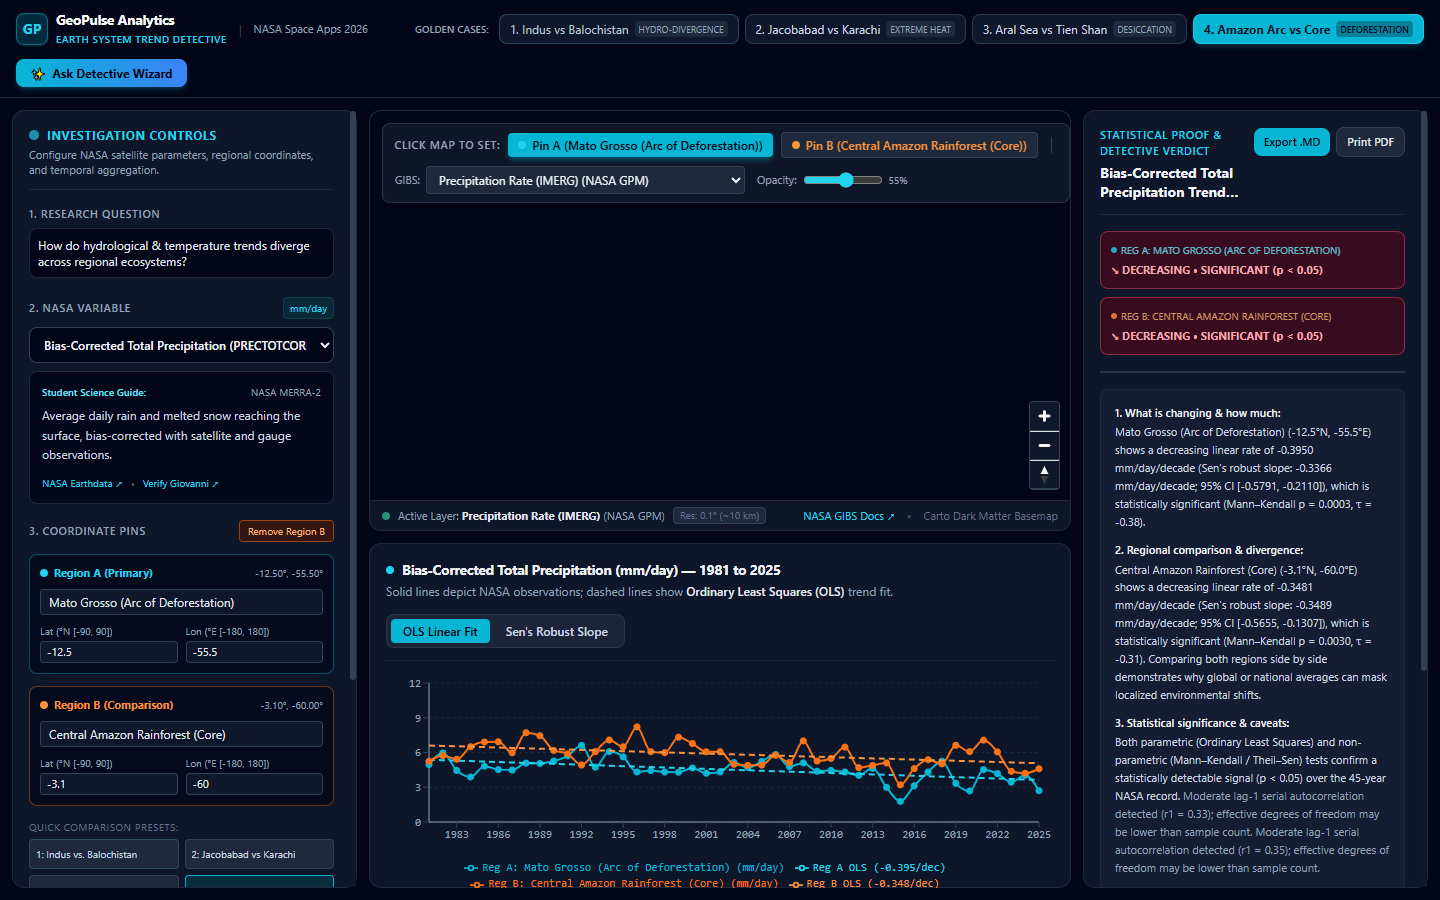 GP
GeoPulse Analytics
EARTH SYSTEM TREND DETECTIVE
NASA Space Apps 2026
GOLDEN CASES:
1. Indus vs Balochistan HYDRO-DIVERGENCE
2. Jacobabad vs Karachi EXTREME HEAT
3. Aral Sea vs Tien Shan DESICCATION
4. Amazon Arc vs Core DEFORESTATION
✨ Ask Detective Wizard
INVESTIGATION CONTROLS
Configure NASA satellite parameters, regional coordinates,
and temporal aggregation.
1. RESEARCH QUESTION
How do hydrological & temperature trends diverge
across regional ecosystems?
2. NASA VARIABLE
mm/day
Bias-Corrected Total Precipitation (PRECTOTCOR
Student Science Guide:
NASA MERRA-2
Average daily rain and melted snow reaching the
surface, bias-corrected with satellite and gauge
observations.
NASA Earthdata ↗ • Verify Giovanni ↗
3. COORDINATE PINS
Remove Region B
Region A (Primary)
-12.50°, -55.50°
Mato Grosso (Arc of Deforestation)
Lat (°N [-90, 90])
Lon (°E [-180, 180])
-12.5
-55.5
Region B (Comparison)
-3.10°, -60.00°
Central Amazon Rainforest (Core)
Lat (°N [-90, 90])
Lon (°E [-180, 180])
-3.1
-60
QUICK COMPARISON PRESETS:
1: Indus vs. Balochistan
2: Jacobabad vs Karachi
CLICK MAP TO SET:
Pin A (Mato Grosso (Arc of Deforestation))
Pin B (Central Amazon Rainforest (Core))
GIBS:
Precipitation Rate (IMERG) (NASA GPM)
Opacity:
55%
Active Layer: Precipitation Rate (IMERG) (NASA GPM)
Res: 0.1° (~10 km)
NASA GIBS Docs ↗ • Carto Dark Matter Basemap
Bias-Corrected Total Precipitation (mm/day) — 1981 to 2025
Solid lines depict NASA observations; dashed lines show Ordinary Least Squares (OLS) trend fit.
OLS Linear Fit
Sen's Robust Slope
12
9
6
3
0
1983 1986 1989 1992 1995 1998 2001 2004 2007 2010 2013 2016 2019 2022 2025
Reg A: Mato Grosso (Arc of Deforestation) (mm/day) Reg A OLS (-0.395/dec)
Reg B: Central Amazon Rainforest (Core) (mm/day) Reg B OLS (-0.348/dec)
STATISTICAL PROOF &
DETECTIVE VERDICT
Export .MD
Print PDF
Bias-Corrected Total
Precipitation Trend...
REG A: MATO GROSSO (ARC OF DEFORESTATION)
↘ DECREASING • SIGNIFICANT (p < 0.05)
REG B: CENTRAL AMAZON RAINFOREST (CORE)
↘ DECREASING • SIGNIFICANT (p < 0.05)
1. What is changing & how much:
Mato Grosso (Arc of Deforestation) (-12.5°N, -55.5°E)
shows a decreasing linear rate of -0.3950
mm/day/decade (Sen's robust slope: -0.3366
mm/day/decade; 95% CI [-0.5791, -0.2110]), which is
statistically significant (Mann–Kendall p = 0.0003, τ =
-0.38).
2. Regional comparison & divergence:
Central Amazon Rainforest (Core) (-3.1°N, -60.0°E)
shows a decreasing linear rate of -0.3481
mm/day/decade (Sen's robust slope: -0.3489
mm/day/decade; 95% CI [-0.5655, -0.1307]), which is
statistically significant (Mann–Kendall p = 0.0030, τ =
-0.31). Comparing both regions side by side
demonstrates why global or national averages can mask
localized environmental shifts.
3. Statistical significance & caveats:
Both parametric (Ordinary Least Squares) and non-
parametric (Mann–Kendall / Theil–Sen) tests confirm a
statistically detectable signal (p < 0.05) over the 45-year
NASA record. Moderate lag-1 serial autocorrelation
detected (r1 = 0.33); effective degrees of freedom may
be lower than sample count. Moderate lag-1 serial
autocorrelation detected (r1 = 0.35); effective degrees of
freedom may be lower than sample count.